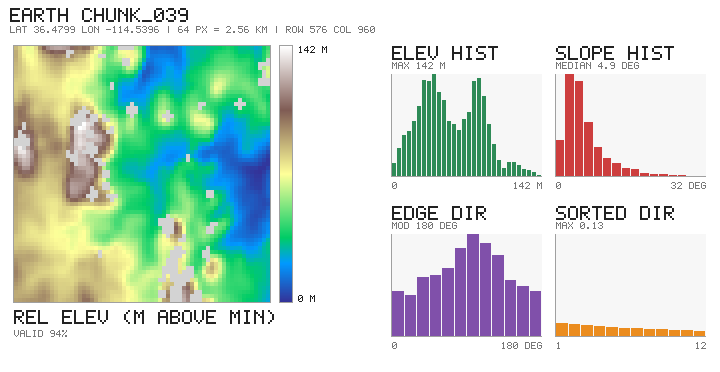 EARTH CHUNK_039
LAT 36.4799 LON -114.5396 | 64 PX = 2.56 KM | ROW 576 COL 960
142 M
0 M
REL ELEV (M ABOVE MIN)
VALID 94%
ELEV HIST
MAX 142 M
0 142 M
SLOPE HIST
MEDIAN 4.9 DEG
0 32 DEG
EDGE DIR
MOD 180 DEG
0 180 DEG
SORTED DIR
MAX 0.13
1 12